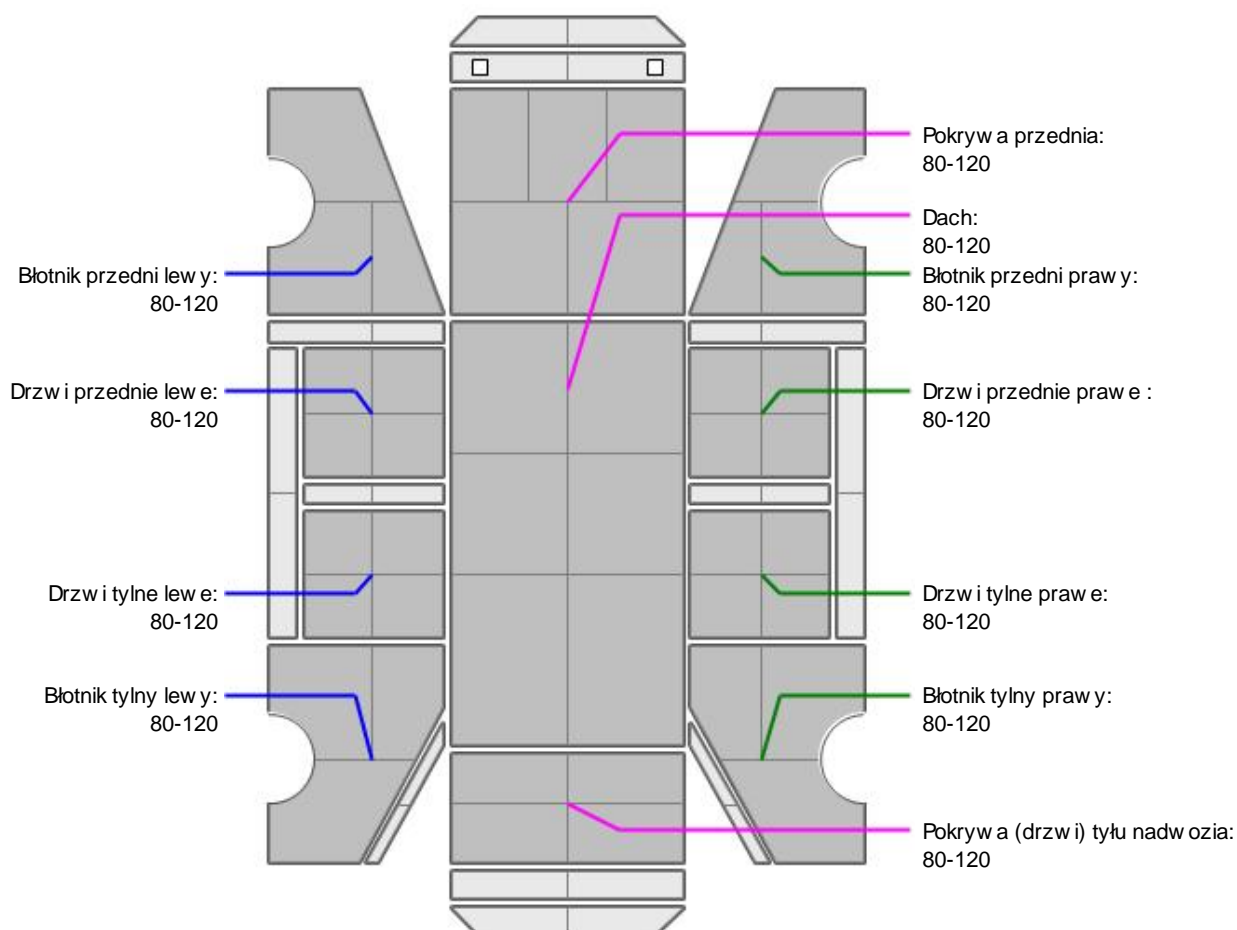 Pokrywa przednia:
80-120
Dach:
80-120
Błotnik przedni lewy:
80-120
Błotnik przedni prawy:
80-120
Drzwi przednie lewe:
80-120
Drzwi przednie prawe :
80-120
Drzwi tylne lewe:
80-120
Drzwi tylne prawe:
80-120
Błotnik tylny lewy:
80-120
Błotnik tylny prawy:
80-120
Pokrywa (drzwi) tyłu nadwozia:
80-120